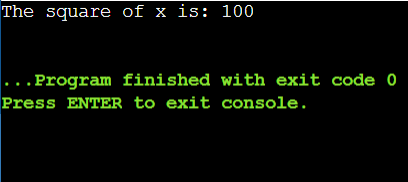 The square of x is: 100
...Program finished with exit code 0
Press ENTER to exit console.